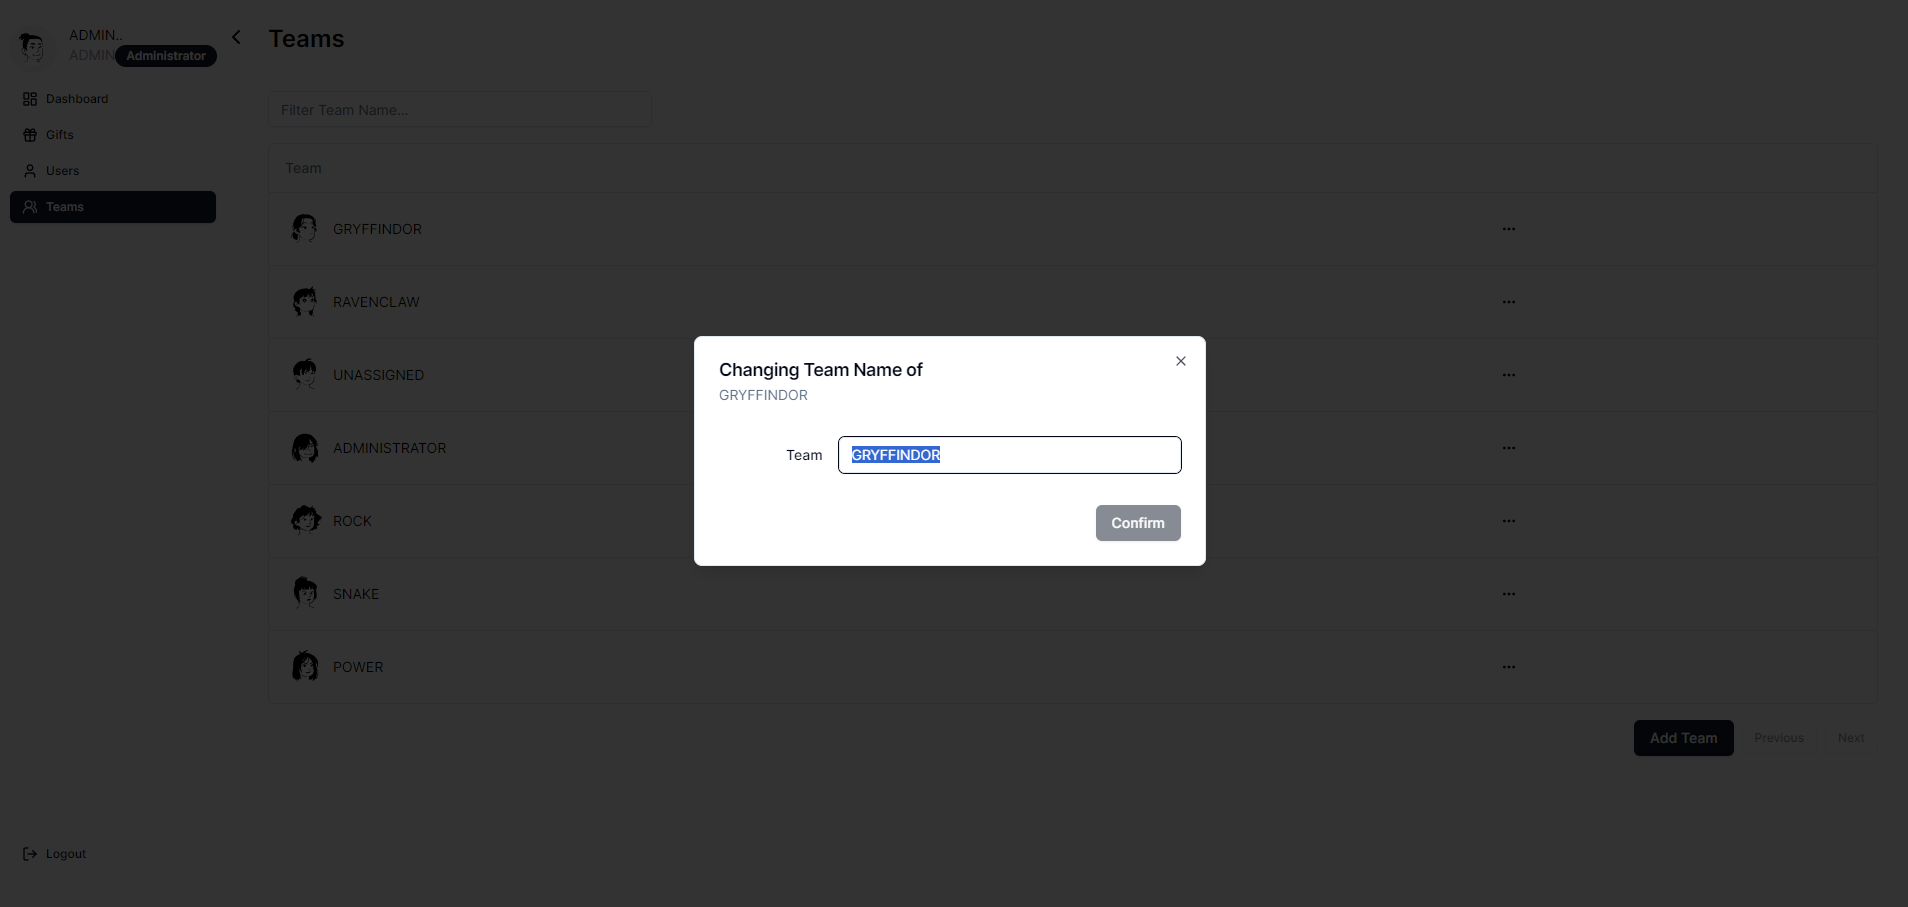 ADMIN..
ADMIN
Administrator
Dashboard
Gifts
Users
Teams
Logout
Teams
Filter Team Name...
Team
GRYFFINDOR
RAVENCLAW
UNASSIGNED
ADMINISTRATOR
ROCK
SNAKE
POWER
Add Team
Previous
Next
Changing Team Name of
GRYFFINDOR
Team
GRYFFINDOR
Confirm